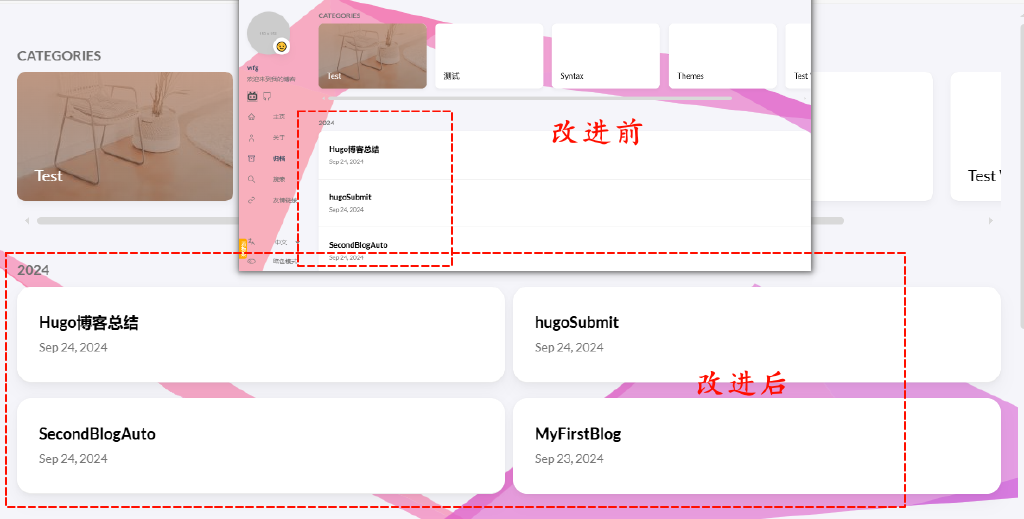 CATEGORIES
Test
Test
2024
Hugo博客总结
Sep 24, 2024
hugoSubmit
Sep 24, 2024
SecondBlogAuto
Sep 24, 2024
MyFirstBlog
Sep 23, 2024
改进后
CATEGORIES
Test
测试
Syntax
Themes
Test
wfg
欢迎来到我的博客
主页
关于
归档
搜索
友情链接
中文
暗色模式
2024
Hugo博客总结
Sep 24, 2024
hugoSubmit
Sep 24, 2024
SecondBlogAuto
Sep 24, 2024
改进前